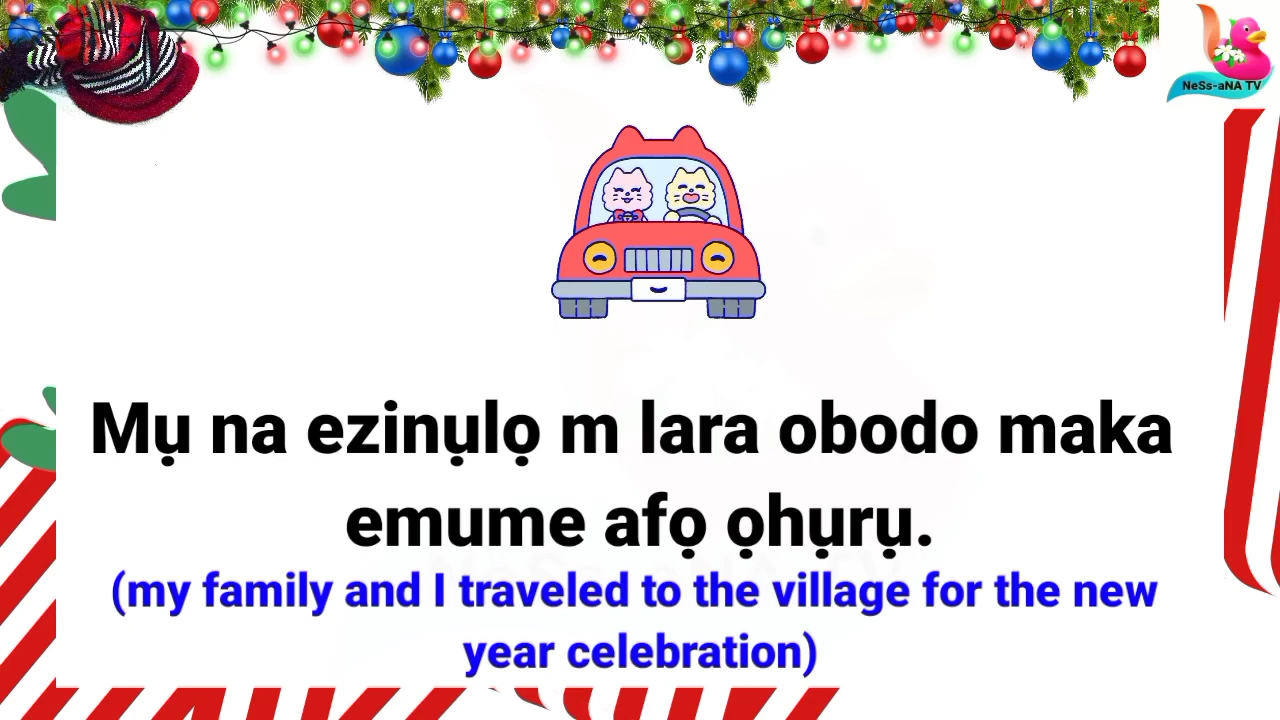 NeSs-aNA TV
Mụ na ezinụlọ m lara obodo maka
emume afọ ọhụrụ.
(my family and I traveled to the village for the new
year celebration)